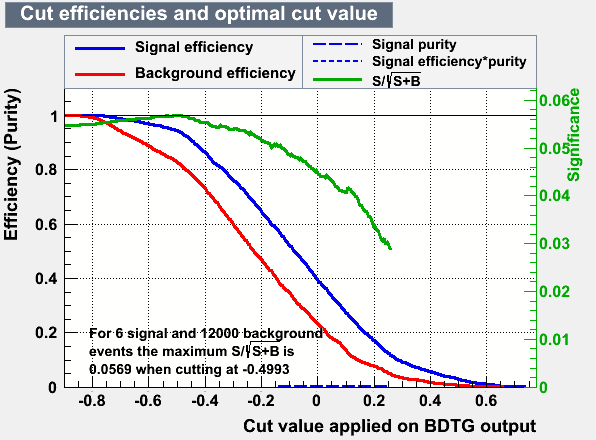 Cut efficiencies and optimal cut value
Signal efficiency
Background efficiency
Signal purity
Signal efficiency*purity
S/√S+B
Efficiency (Purity)
1
0.8
0.6
0.4
0.2
0
Significance
0.06
0.05
0.04
0.03
0.02
0.01
0
For 6 signal and 12000 background
events the maximum S/√S+B is
0.0569 when cutting at -0.4993
-0.8 -0.6 -0.4 -0.2 0 0.2 0.4 0.6
Cut value applied on BDTG output